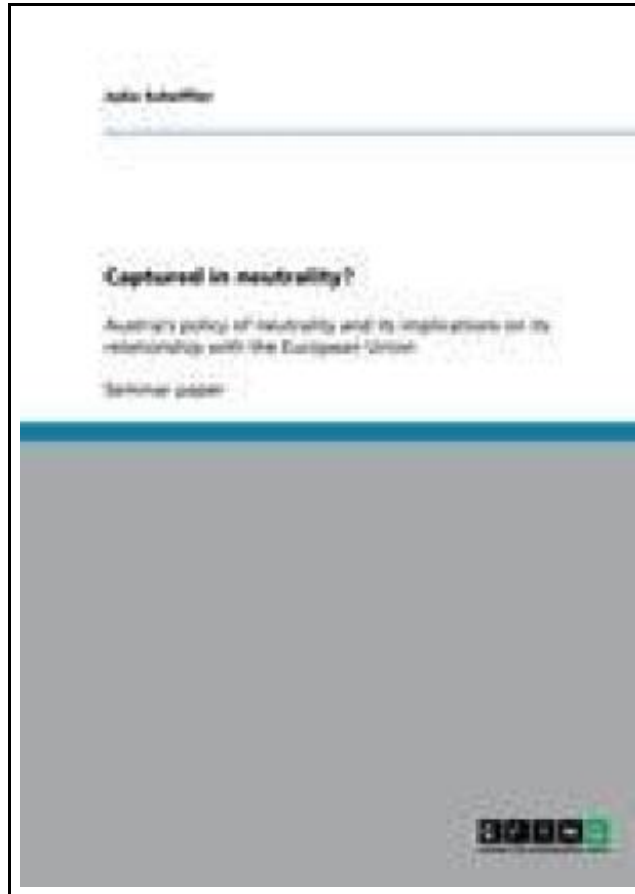 Captured in neutrality?
Austria's policy of neutrality and its implications on its
relationship with the European Union
Seminar paper